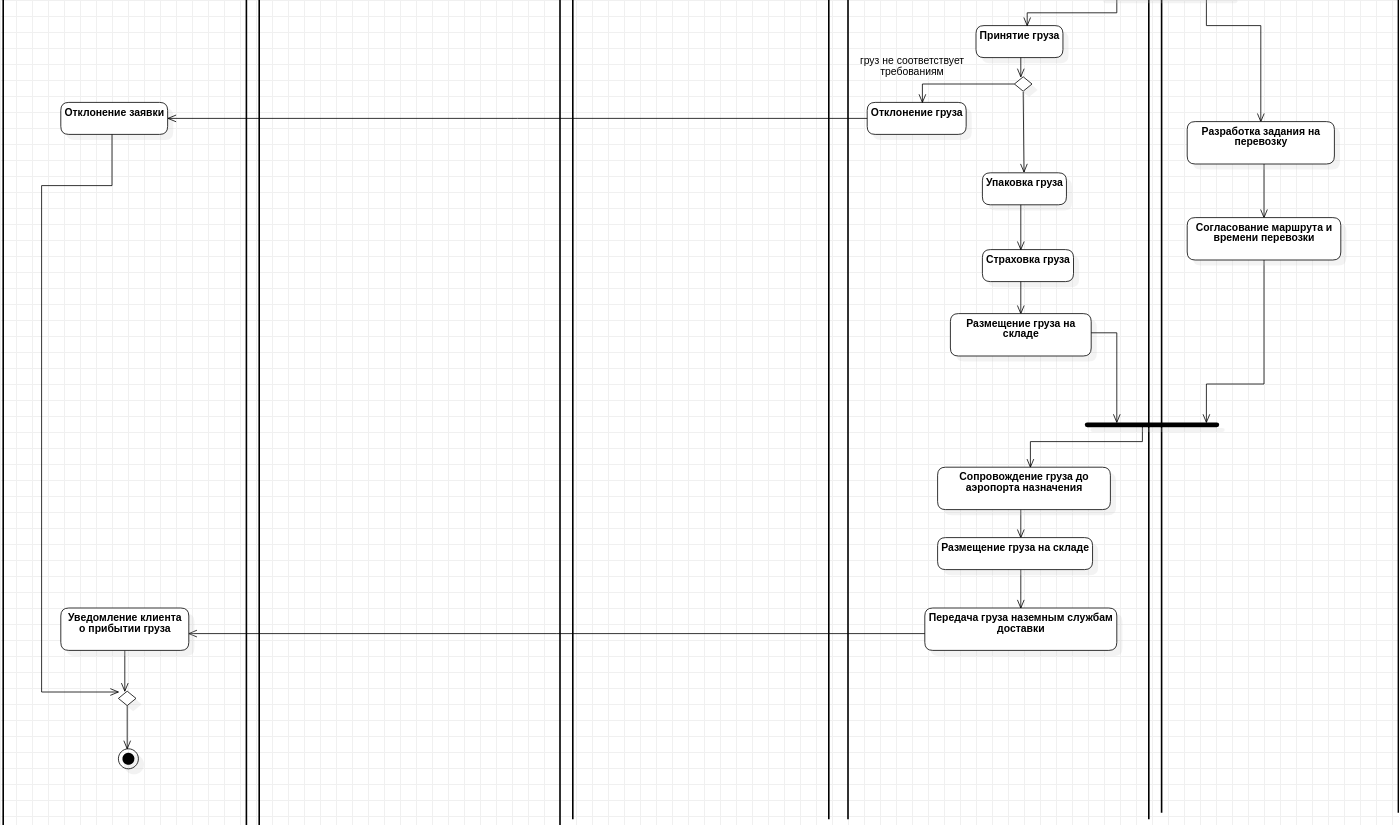 Принятие груза
груз не соответствует
требованиям
Отклонение заявки
Отклонение груза
Разработка задания на
перевозку
Упаковка груза
Согласование маршрута и
времени перевозки
Страховка груза
Размещение груза на
складе
Сопровождение груза до
аэропорта назначения
Размещение груза на складе
Уведомление клиента
о прибытии груза
Передача груза наземным службам
доставки